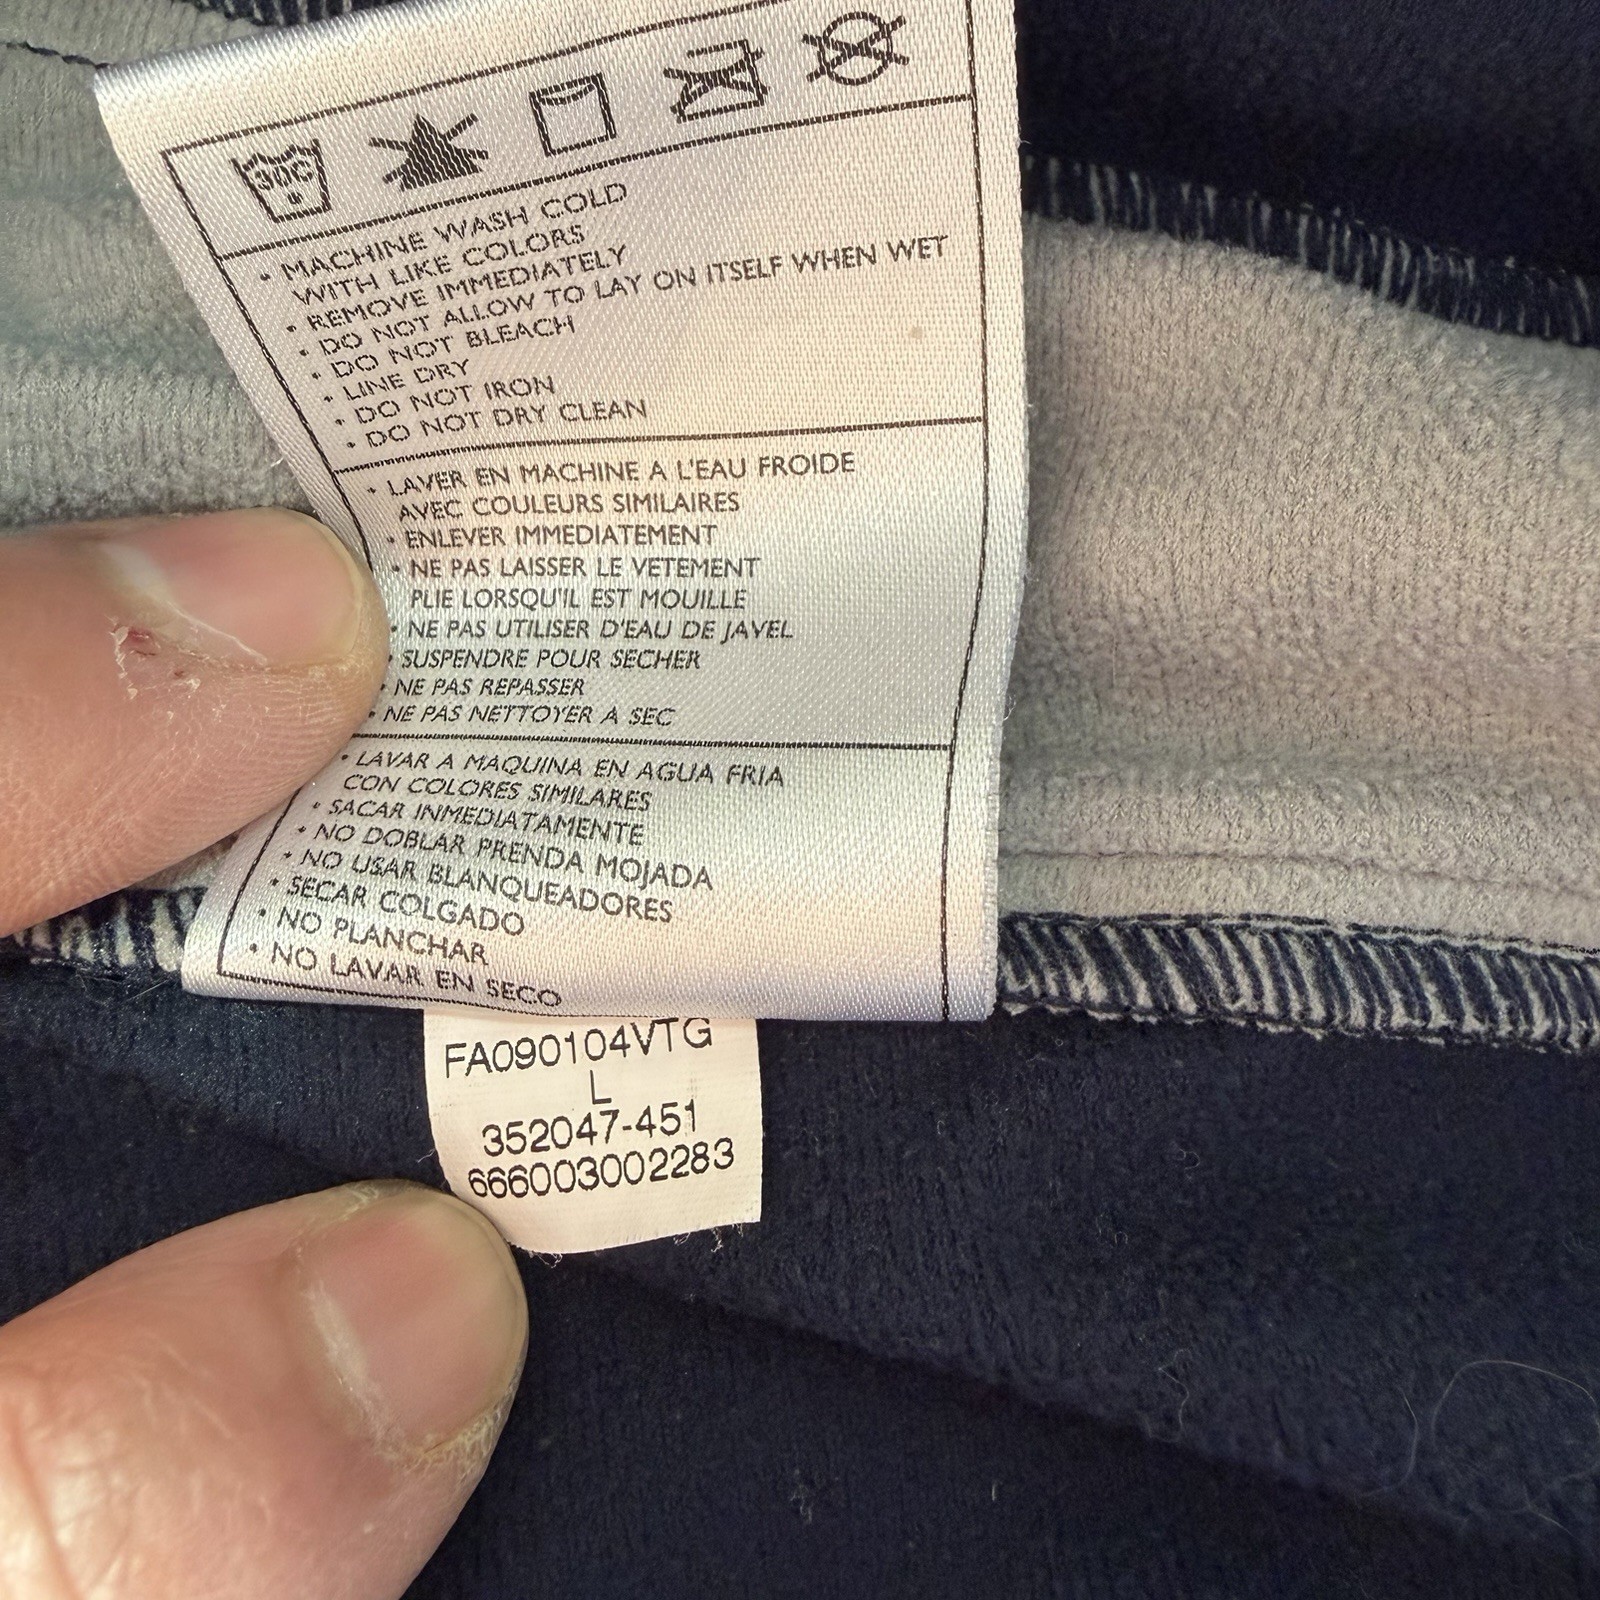 30C
• MACHINE WASH COLD
WITH LIKE COLORS
• REMOVE IMMEDIATELY
• DO NOT ALLOW TO LAY ON ITSELF WHEN WET
• DO NOT BLEACH
• LINE DRY
• DO NOT IRON
• DO NOT DRY CLEAN
• LAVER EN MACHINE A L'EAU FROIDE
AVEC COULEURS SIMILAIRES
• ENLEVER IMMEDIATEMENT
• NE PAS LAISSER LE VETEMENT
PLIE LORSQU'IL EST MOUILLE
• NE PAS UTILISER D'EAU DE JAVEL
• SUSPENDRE POUR SECHER
• NE PAS REPASSER
• NE PAS NETTOYER A SEC
• LAVAR A MAQUINA EN AGUA FRIA
CON COLORES SIMILARES
• SACAR INMEDIATAMENTE
• NO DOBLAR PRENDA MOJADA
• NO USAR BLANQUEADORES
• SECAR COLGADO
• NO PLANCHAR
• NO LAVAR EN SECO
FA090104VTG
L
352047-451
666003002283